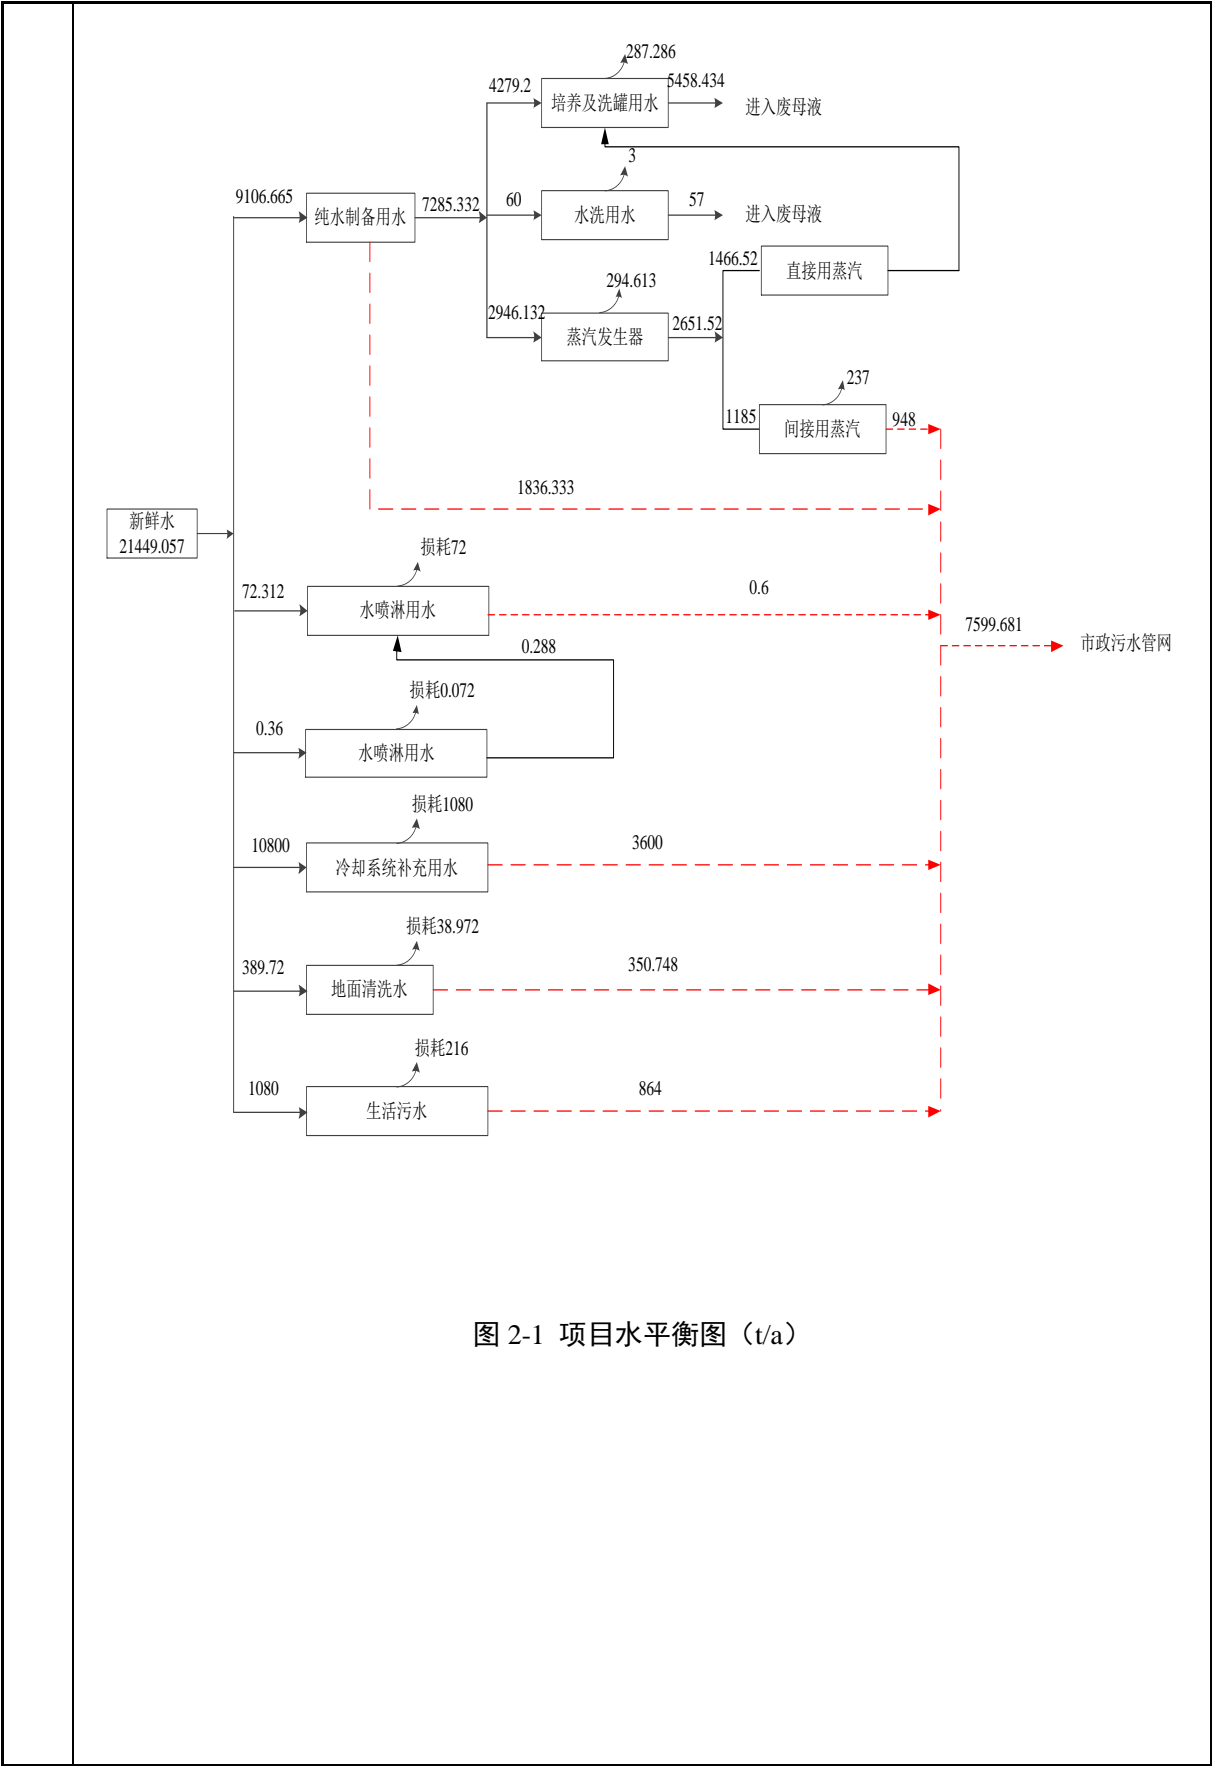 287.286
4279.2
5458.434
培养及洗罐用水
进入废母液
3
9106.665
纯水制备用水
7285.332
60
水洗用水
57
进入废母液
1466.52
直接用蒸汽
294.613
2946.132
蒸汽发生器
2651.52
237
1185
间接用蒸汽
948
1836.333
新鲜水
21449.057
损耗72
72.312
水喷淋用水
0.6
7599.681
市政污水管网
0.288
损耗0.072
0.36
水喷淋用水
损耗1080
10800
冷却系统补充用水
3600
损耗38.972
389.72
地面清洗水
350.748
损耗216
1080
生活污水
864
图 2-1 项目水平衡图（t/a）